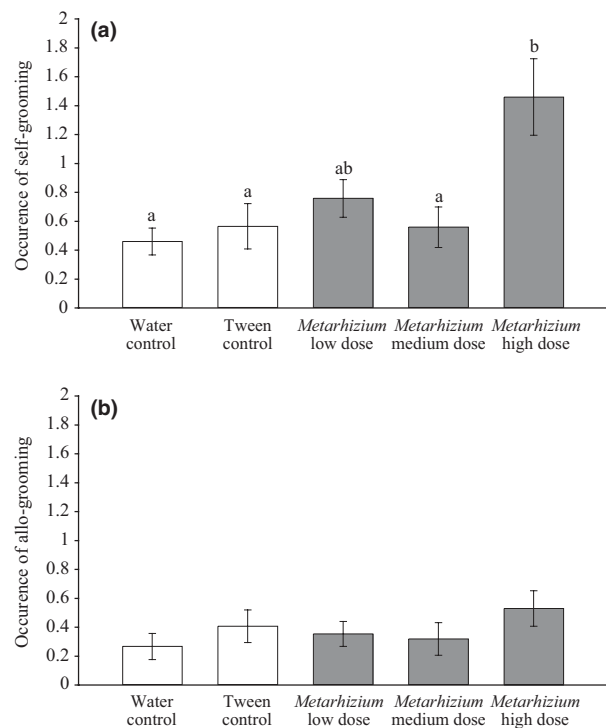 (a)
Occurence of self-grooming
2
1.8
1.6
1.4
1.2
1
0.8
0.6
0.4
0.2
0
a
a
ab
a
b
Water control
Tween control
Metarhizium low dose
Metarhizium medium dose
Metarhizium high dose
(b)
Occurence of allo-grooming
2
1.8
1.6
1.4
1.2
1
0.8
0.6
0.4
0.2
0
Water control
Tween control
Metarhizium low dose
Metarhizium medium dose
Metarhizium high dose